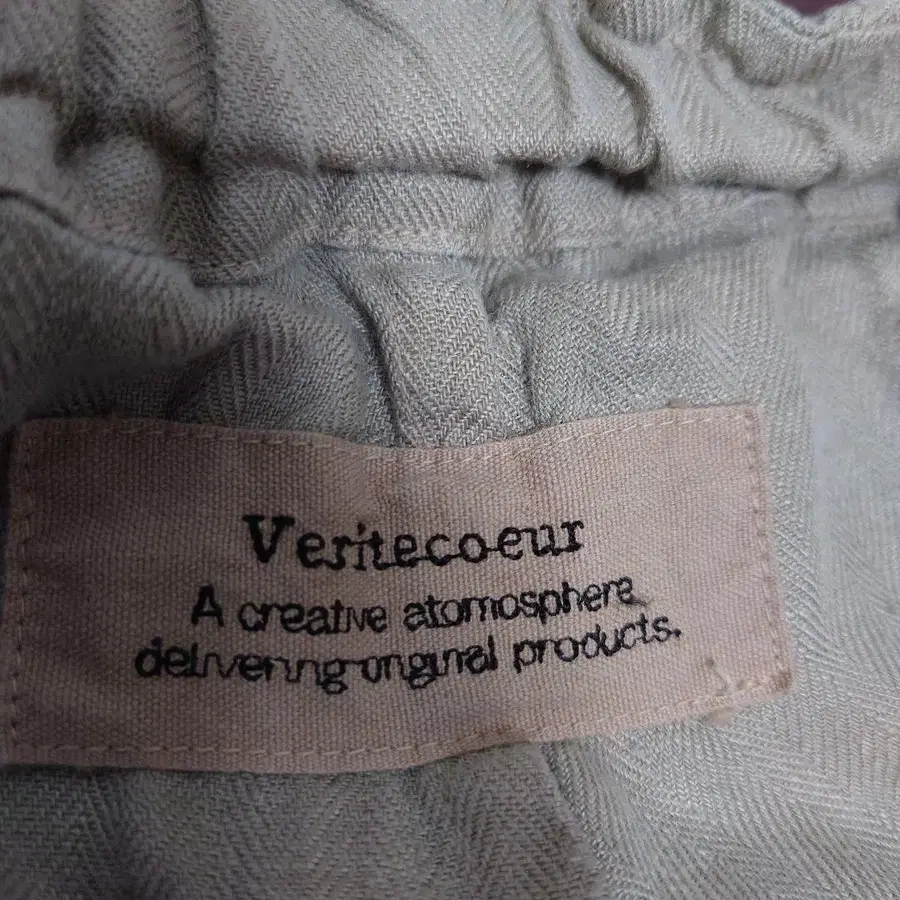 Veritecoeur
A creative atomosphere
delivering original products.